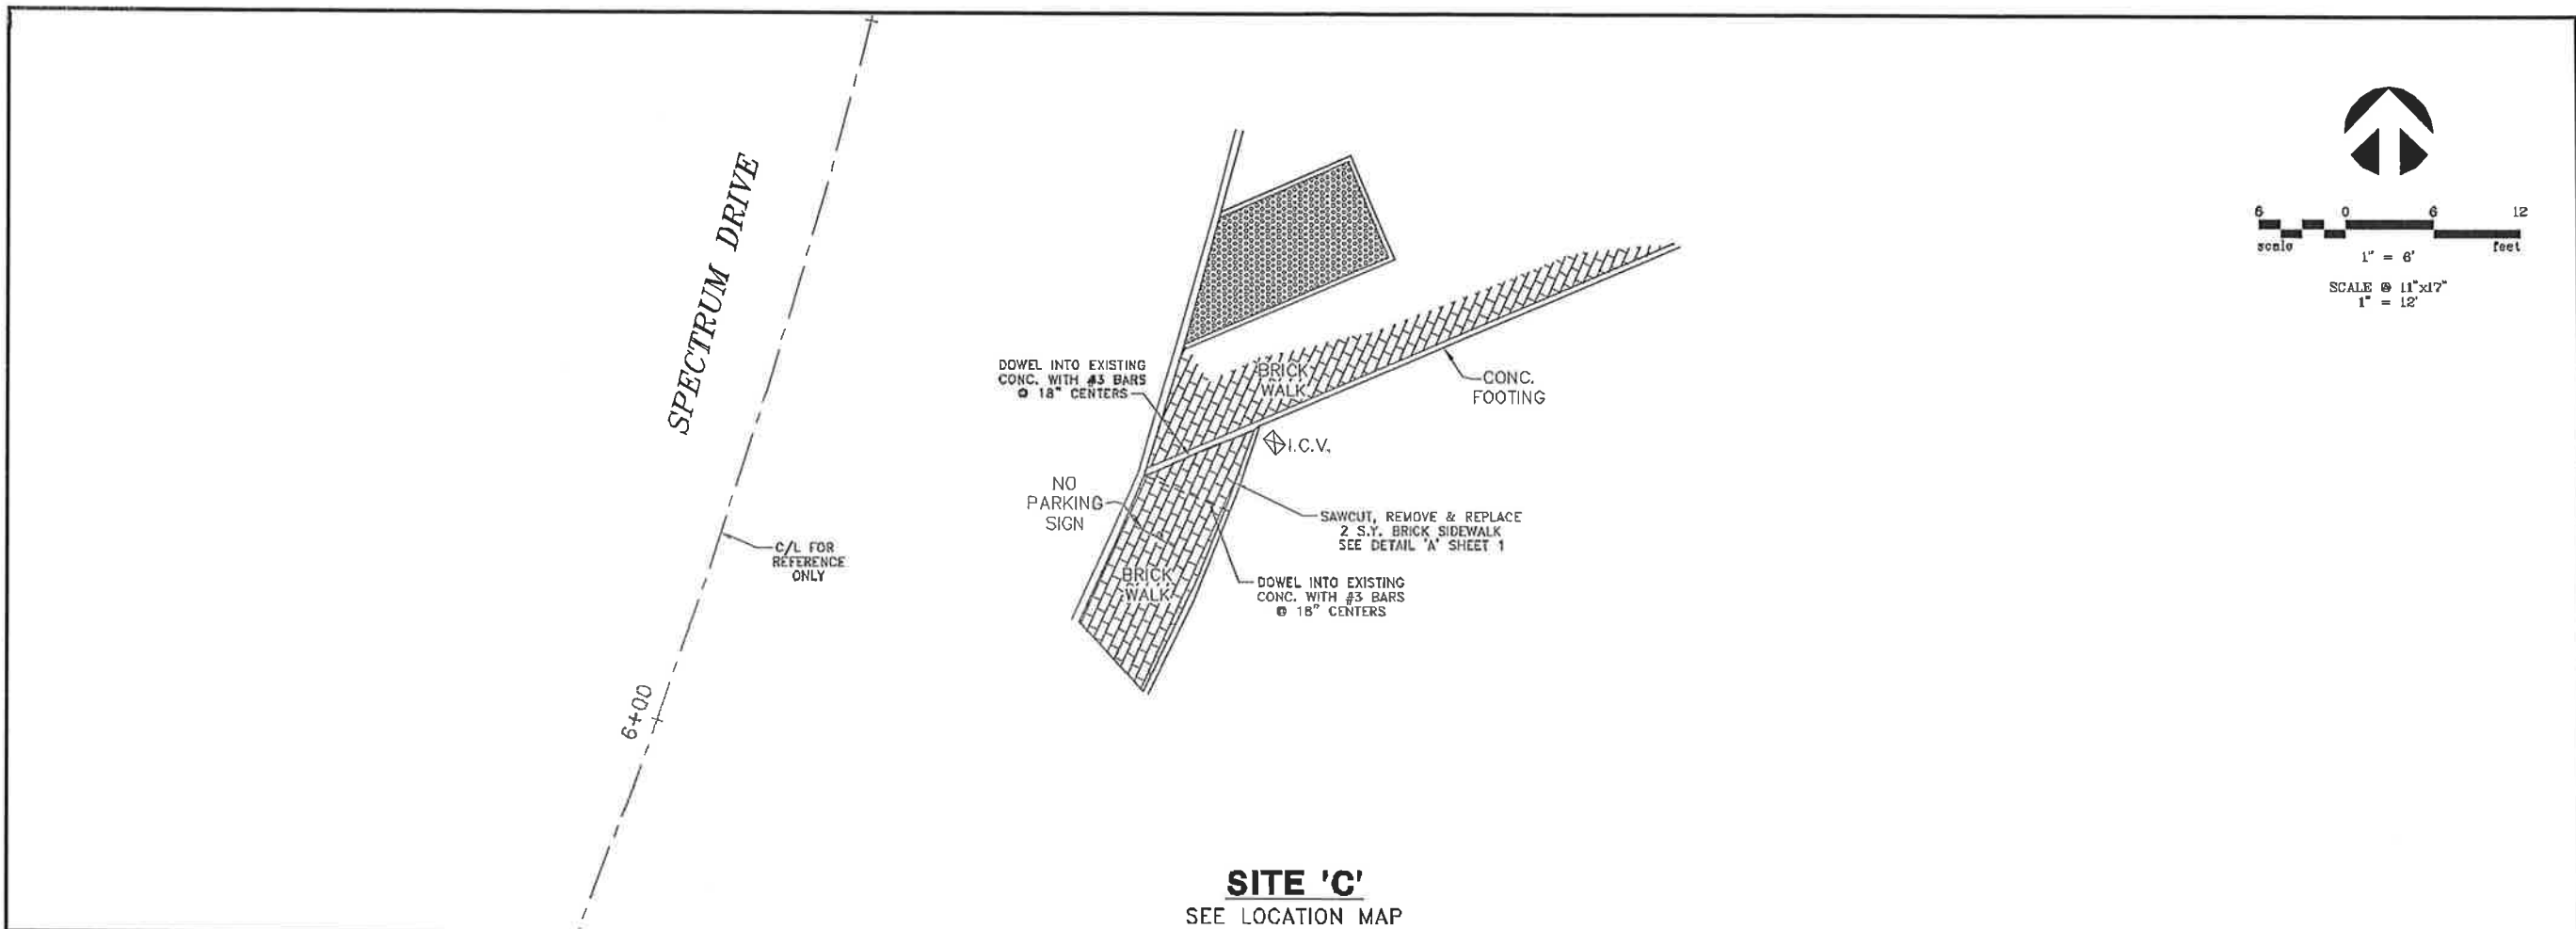 SPECTRUM DRIVE
6 0 6 12
scale feet
1" = 6'
SCALE @ 11"x17"
1" = 12'
DOWEL INTO EXISTING
CONC. WITH #3 BARS
@ 18" CENTERS
BRICK
WALK
CONC.
FOOTING
I.C.V.
NO
PARKING
SIGN
SAWCUT, REMOVE & REPLACE
2 S.Y. BRICK SIDEWALK
SEE DETAIL 'A' SHEET 1
C/L FOR
REFERENCE
ONLY
BRICK
WALK
DOWEL INTO EXISTING
CONC. WITH #3 BARS
@ 18" CENTERS
6+00
SITE 'C'
SEE LOCATION MAP